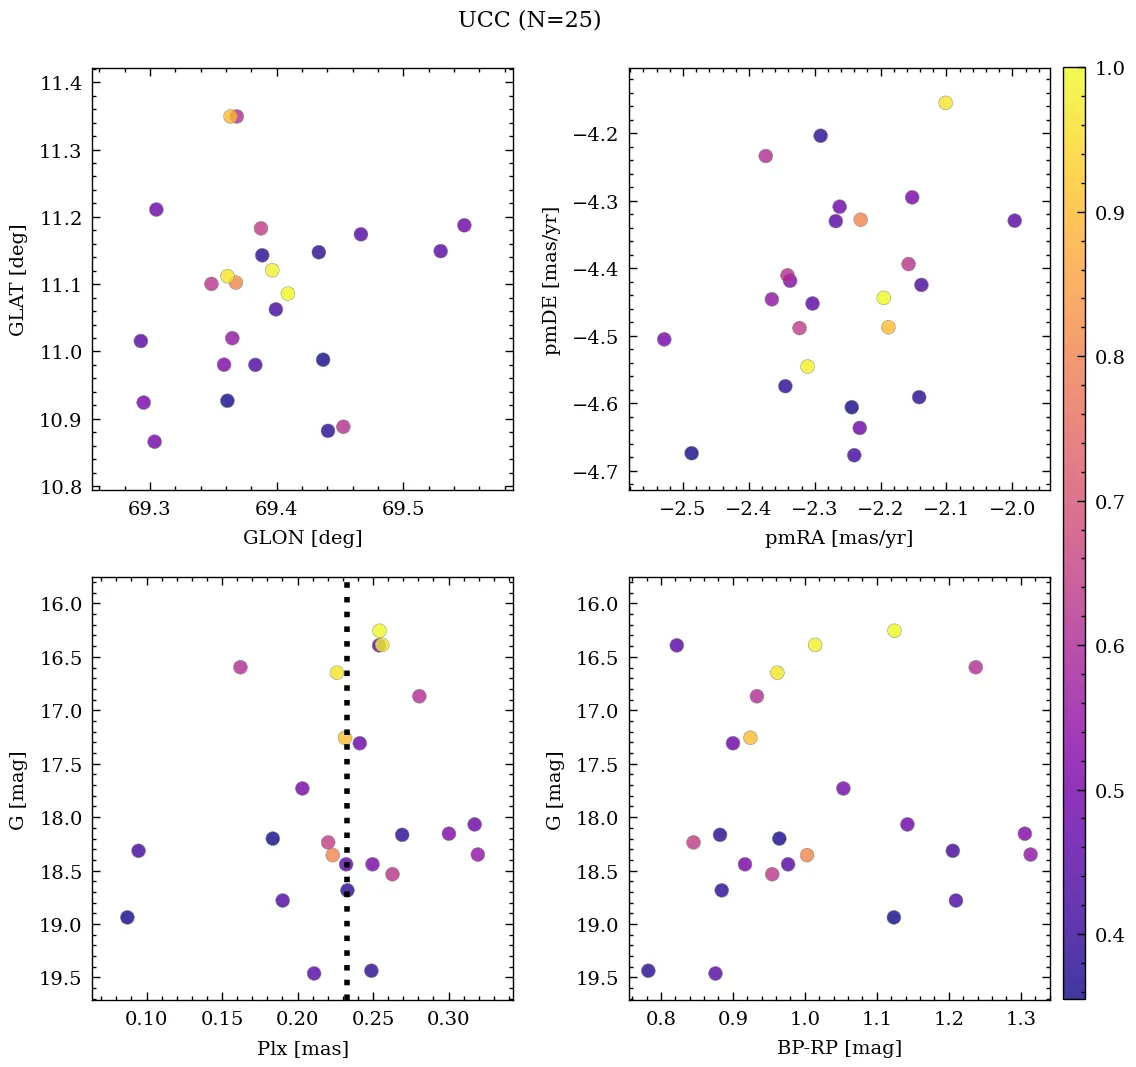 UCC (N=25)
11.4
11.3
11.2
11.1
11.0
10.9
10.8
GLAT [deg]
69.3 69.4 69.5
GLON [deg]
−4.2
−4.3
−4.4
−4.5
−4.6
−4.7
pmDE [mas/yr]
−2.5 −2.4 −2.3 −2.2 −2.1 −2.0
pmRA [mas/yr]
16.0
16.5
17.0
17.5
18.0
18.5
19.0
19.5
G [mag]
0.10 0.15 0.20 0.25 0.30
Plx [mas]
16.0
16.5
17.0
17.5
18.0
18.5
19.0
19.5
G [mag]
0.8 0.9 1.0 1.1 1.2 1.3
BP-RP [mag]
1.0
0.9
0.8
0.7
0.6
0.5
0.4